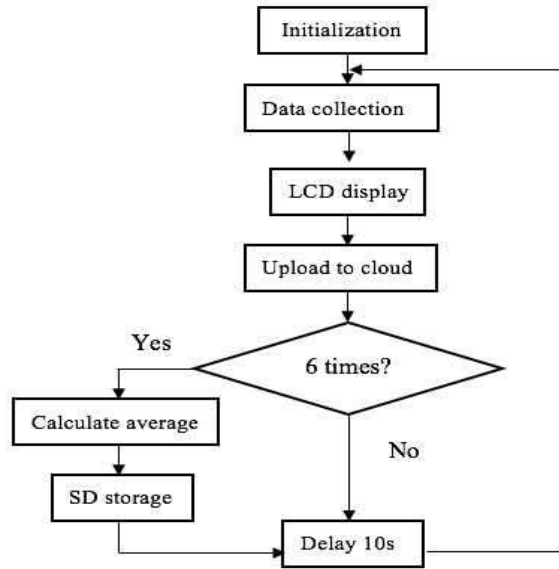 Initialization
Data collection
LCD display
Upload to cloud
Yes
6 times?
Calculate average
No
SD storage
Delay 10s